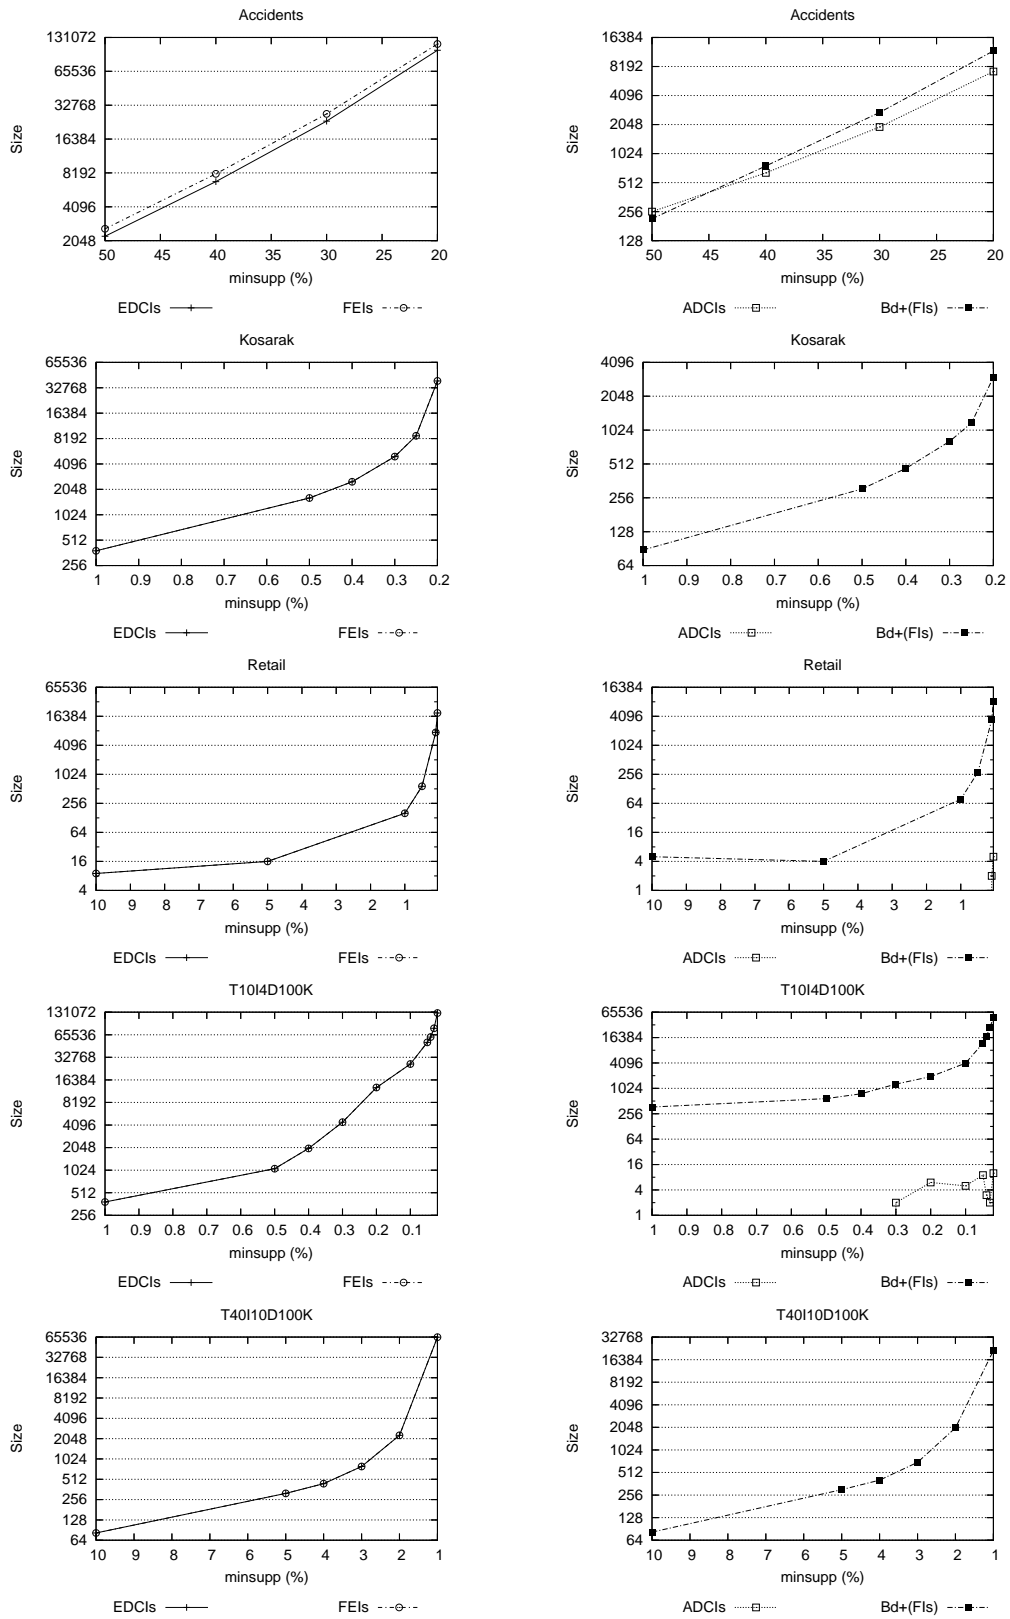 Accidents
131072
65536
32768
16384
8192
4096
2048
Size
50 45 40 35 30 25 20
minsupp (%)
EDCIs FEIs
Accidents
16384
8192
4096
2048
1024
512
256
128
Size
50 45 40 35 30 25 20
minsupp (%)
ADCIs Bd+(FIs)
Kosarak
65536
32768
16384
8192
4096
2048
1024
512
256
Size
1 0.9 0.8 0.7 0.6 0.5 0.4 0.3 0.2
minsupp (%)
EDCIs FEIs
Kosarak
4096
2048
1024
512
256
128
64
Size
1 0.9 0.8 0.7 0.6 0.5 0.4 0.3 0.2
minsupp (%)
ADCIs Bd+(FIs)
Retail
65536
16384
4096
1024
256
64
16
4
Size
10 9 8 7 6 5 4 3 2 1
minsupp (%)
EDCIs FEIs
Retail
16384
4096
1024
256
64
16
4
1
Size
10 9 8 7 6 5 4 3 2 1
minsupp (%)
ADCIs Bd+(FIs)
T10I4D100K
131072
65536
32768
16384
8192
4096
2048
1024
512
256
Size
1 0.9 0.8 0.7 0.6 0.5 0.4 0.3 0.2 0.1
minsupp (%)
EDCIs FEIs
T10I4D100K
65536
16384
4096
1024
256
64
16
4
1
Size
1 0.9 0.8 0.7 0.6 0.5 0.4 0.3 0.2 0.1
minsupp (%)
ADCIs Bd+(FIs)
T40I10D100K
65536
32768
16384
8192
4096
2048
1024
512
256
128
64
Size
10 9 8 7 6 5 4 3 2 1
minsupp (%)
EDCIs FEIs
T40I10D100K
32768
16384
8192
4096
2048
1024
512
256
128
64
Size
10 9 8 7 6 5 4 3 2 1
minsupp (%)
ADCIs Bd+(FIs)